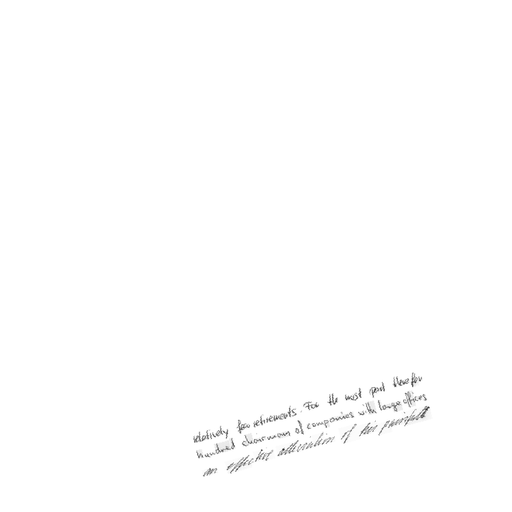 relatively few retirements. For the most part these few
hundred chairmen of companies with large offices
an effective alleviation of the painful